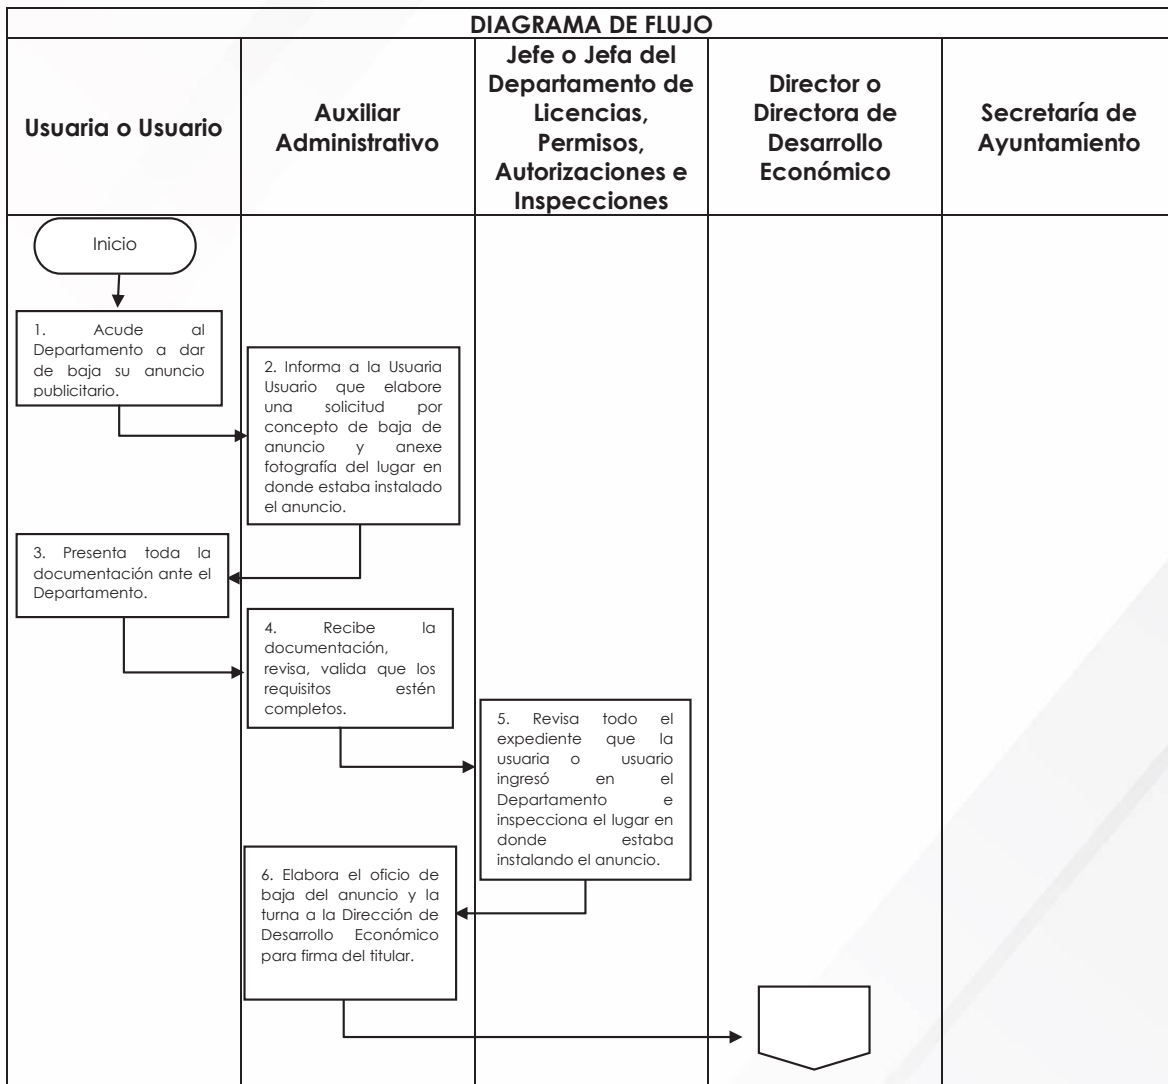 DIAGRAMA DE FLUJO
Usuaria o Usuario
Auxiliar
Administrativo
Jefe o Jefa del
Departamento de
Licencias,
Permisos,
Autorizaciones e
Inspecciones
Director o
Directora de
Desarrollo
Económico
Secretaría de
Ayuntamiento
Inicio
1. Acude al
Departamento a dar
de baja su anuncio
publicitario.
2. Informa a la Usuaria
Usuario que elabore
una solicitud por
concepto de baja de
anuncio y anexe
fotografía del lugar en
donde estaba instalado
el anuncio.
3. Presenta toda la
documentación ante el
Departamento.
4. Recibe la
documentación,
revisa, valida que los
requisitos estén
completos.
5. Revisa todo el
expediente que la
usuaria o usuario
ingresó en el
Departamento e
inspecciona el lugar en
donde estaba
instalando el anuncio.
6. Elabora el oficio de
baja del anuncio y la
turna a la Dirección de
Desarrollo Económico
para firma del titular.